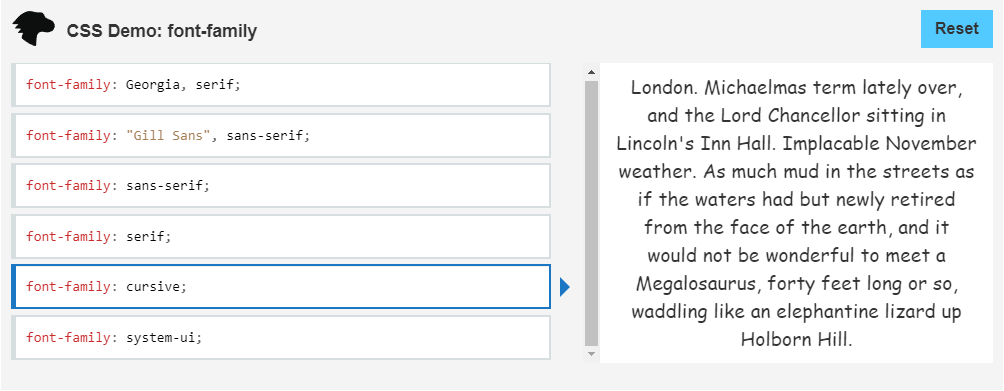 CSS Demo: font-family
Reset
font-family: Georgia, serif;
font-family: "Gill Sans", sans-serif;
font-family: sans-serif;
font-family: serif;
font-family: cursive;
font-family: system-ui;
London. Michaelmas term lately over,
and the Lord Chancellor sitting in
Lincoln's Inn Hall. Implacable November
weather. As much mud in the streets as
if the waters had but newly retired
from the face of the earth, and it
would not be wonderful to meet a
Megalosaurus, forty feet long or so,
waddling like an elephantine lizard up
Holborn Hill.